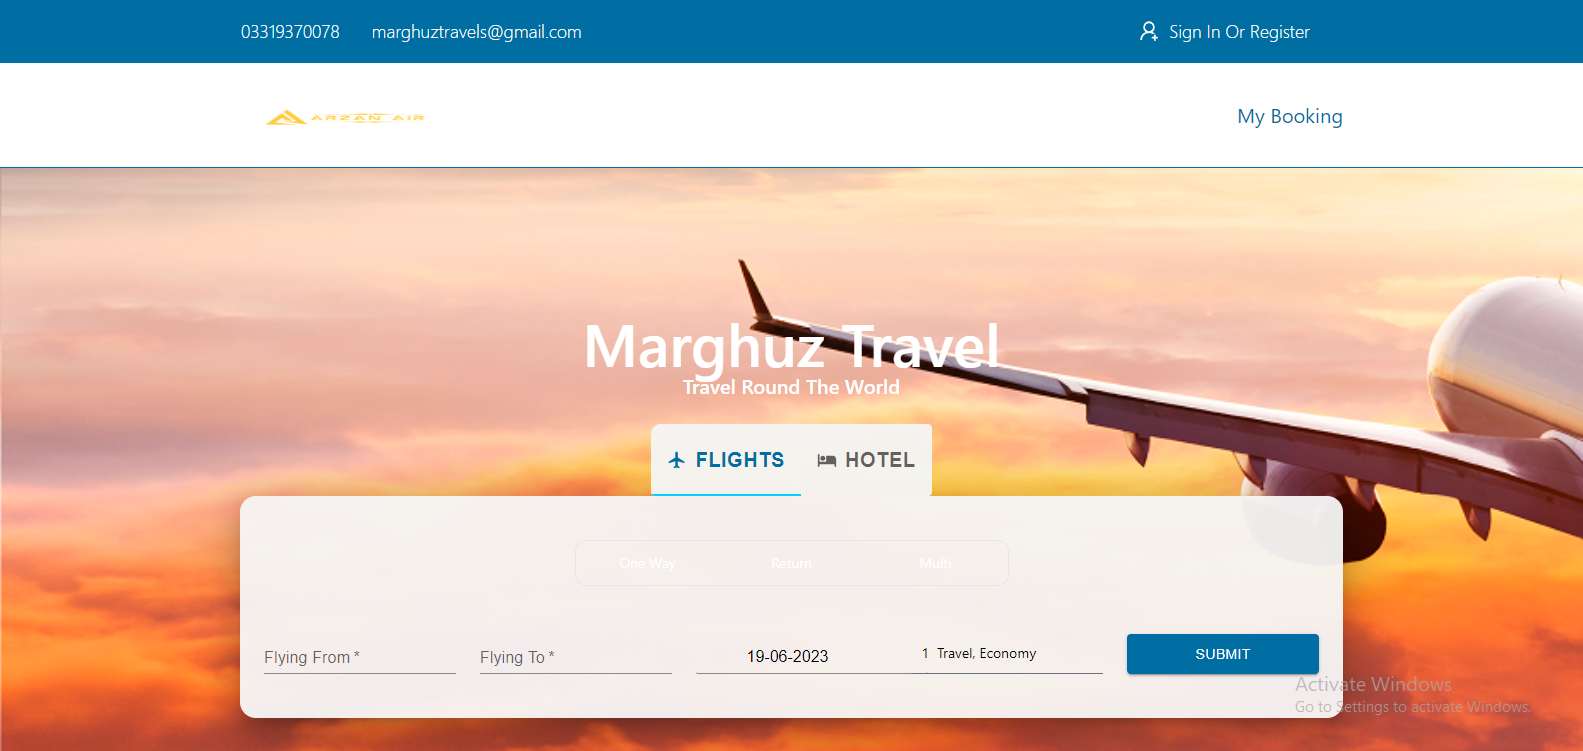 03319370078 marghuztravels@gmail.com Sign In Or Register
ARZAN AIR My Booking
Marghuz Travel
Travel Round The World
FLIGHTS HOTEL
One Way Return Multi
Flying From * Flying To * 19-06-2023 1 Travel, Economy SUBMIT
Activate Windows
Go to Settings to activate Windows.